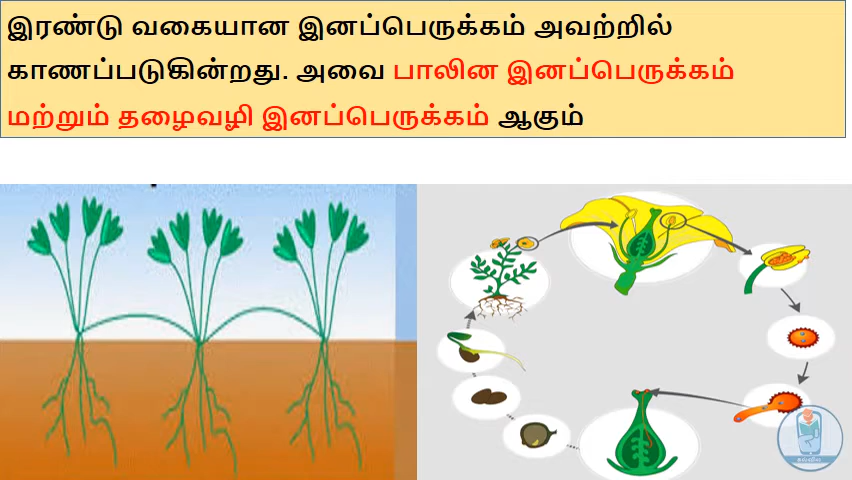 இரண்டு வகையான இனப்பெருக்கம் அவற்றில்
காணப்படுகின்றது. அவை பாலின இனப்பெருக்கம்
மற்றும் தழைவழி இனப்பெருக்கம் ஆகும்